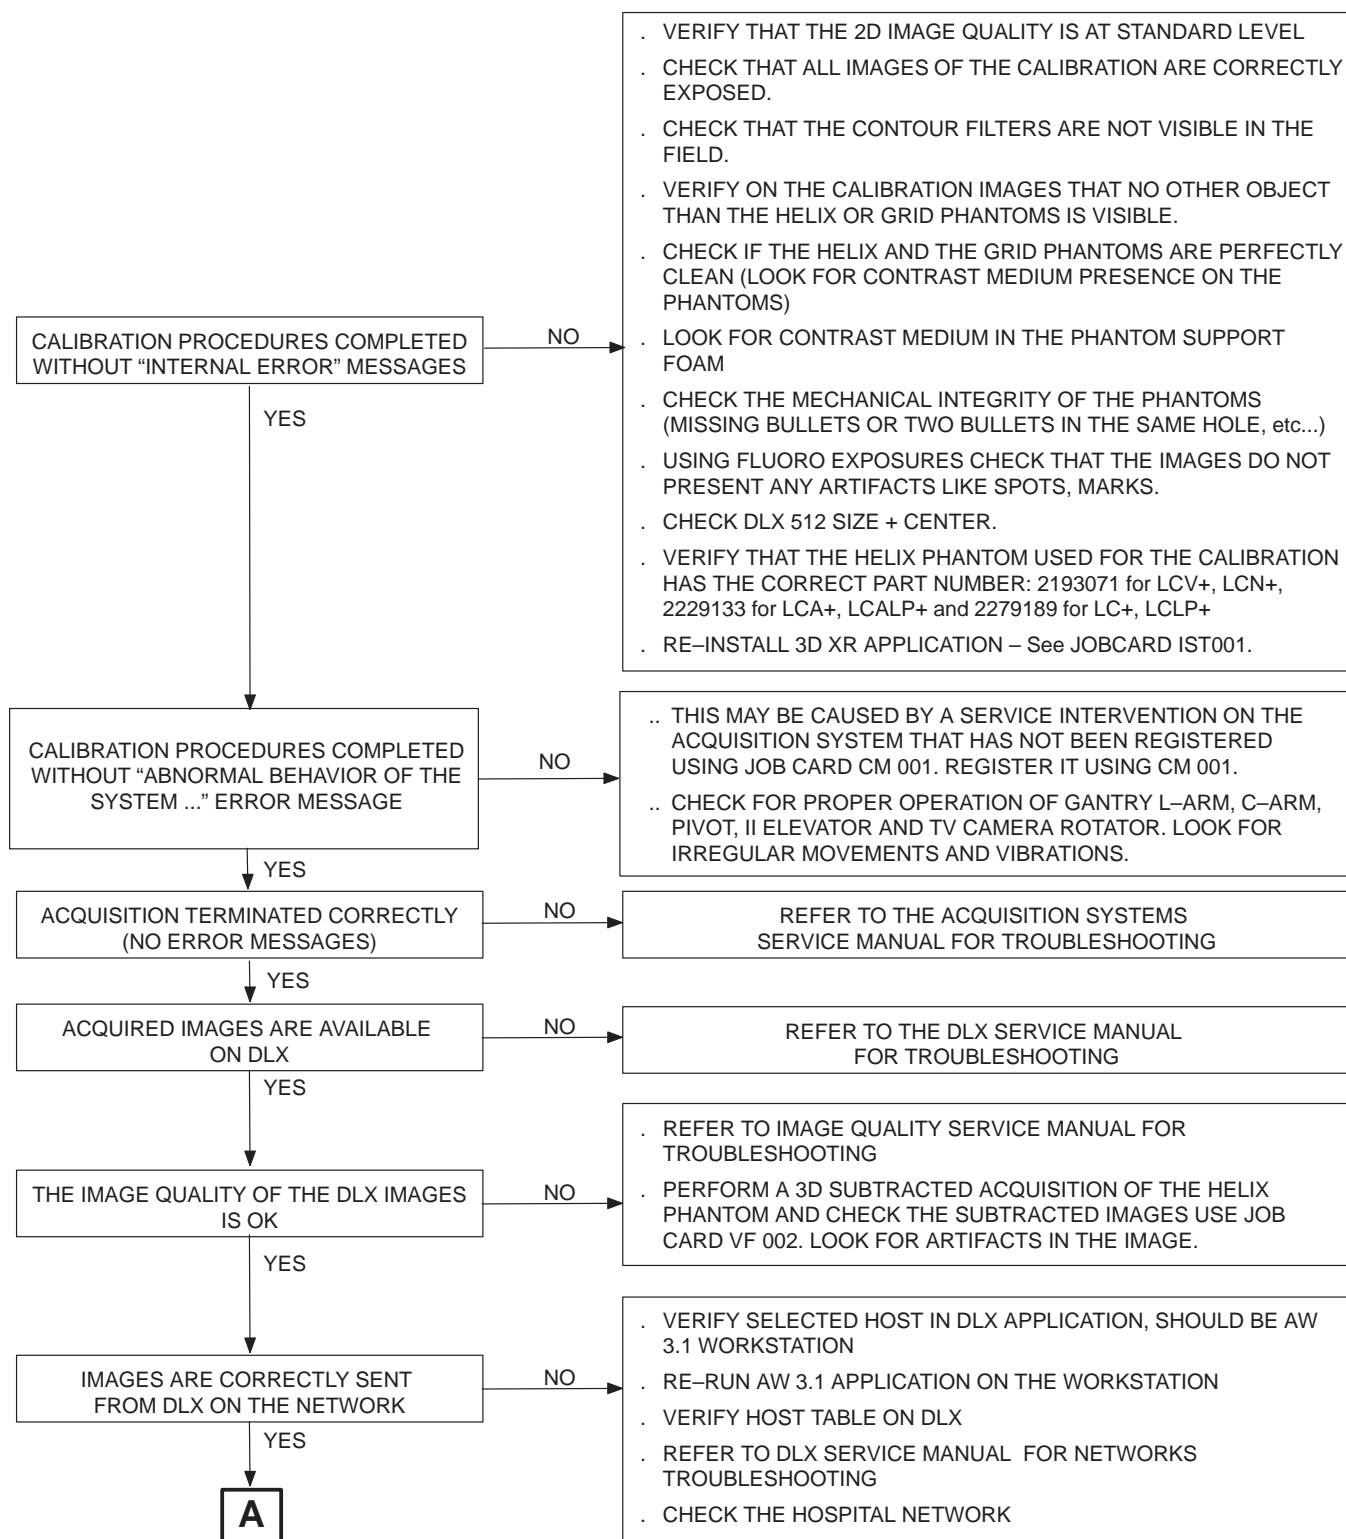 . VERIFY THAT THE 2D IMAGE QUALITY IS AT STANDARD LEVEL
. CHECK THAT ALL IMAGES OF THE CALIBRATION ARE CORRECTLY
EXPOSED.
. CHECK THAT THE CONTOUR FILTERS ARE NOT VISIBLE IN THE
FIELD.
. VERIFY ON THE CALIBRATION IMAGES THAT NO OTHER OBJECT
THAN THE HELIX OR GRID PHANTOMS IS VISIBLE.
. CHECK IF THE HELIX AND THE GRID PHANTOMS ARE PERFECTLY
CLEAN (LOOK FOR CONTRAST MEDIUM PRESENCE ON THE
PHANTOMS)
. LOOK FOR CONTRAST MEDIUM IN THE PHANTOM SUPPORT
FOAM
. CHECK THE MECHANICAL INTEGRITY OF THE PHANTOMS
(MISSING BULLETS OR TWO BULLETS IN THE SAME HOLE, etc...)
. USING FLUORO EXPOSURES CHECK THAT THE IMAGES DO NOT
PRESENT ANY ARTIFACTS LIKE SPOTS, MARKS.
. CHECK DLX 512 SIZE + CENTER.
. VERIFY THAT THE HELIX PHANTOM USED FOR THE CALIBRATION
HAS THE CORRECT PART NUMBER: 2193071 for LCV+, LCN+,
2229133 for LCA+, LCALP+ and 2279189 for LC+, LCLP+
. RE–INSTALL 3D XR APPLICATION – See JOBCARD IST001.
CALIBRATION PROCEDURES COMPLETED
WITHOUT “INTERNAL ERROR” MESSAGES
NO
YES
CALIBRATION PROCEDURES COMPLETED
WITHOUT “ABNORMAL BEHAVIOR OF THE
SYSTEM ...” ERROR MESSAGE
NO
.. THIS MAY BE CAUSED BY A SERVICE INTERVENTION ON THE
ACQUISITION SYSTEM THAT HAS NOT BEEN REGISTERED
USING JOB CARD CM 001. REGISTER IT USING CM 001.
.. CHECK FOR PROPER OPERATION OF GANTRY L–ARM, C–ARM,
PIVOT, II ELEVATOR AND TV CAMERA ROTATOR. LOOK FOR
IRREGULAR MOVEMENTS AND VIBRATIONS.
YES
ACQUISITION TERMINATED CORRECTLY
(NO ERROR MESSAGES)
NO
REFER TO THE ACQUISITION SYSTEMS
SERVICE MANUAL FOR TROUBLESHOOTING
YES
ACQUIRED IMAGES ARE AVAILABLE
ON DLX
NO
REFER TO THE DLX SERVICE MANUAL
FOR TROUBLESHOOTING
YES
THE IMAGE QUALITY OF THE DLX IMAGES
IS OK
NO
. REFER TO IMAGE QUALITY SERVICE MANUAL FOR
TROUBLESHOOTING
. PERFORM A 3D SUBTRACTED ACQUISITION OF THE HELIX
PHANTOM AND CHECK THE SUBTRACTED IMAGES USE JOB
CARD VF 002. LOOK FOR ARTIFACTS IN THE IMAGE.
YES
IMAGES ARE CORRECTLY SENT
FROM DLX ON THE NETWORK
NO
. VERIFY SELECTED HOST IN DLX APPLICATION, SHOULD BE AW
3.1 WORKSTATION
. RE–RUN AW 3.1 APPLICATION ON THE WORKSTATION
. VERIFY HOST TABLE ON DLX
. REFER TO DLX SERVICE MANUAL FOR NETWORKS
TROUBLESHOOTING
. CHECK THE HOSPITAL NETWORK
YES
A